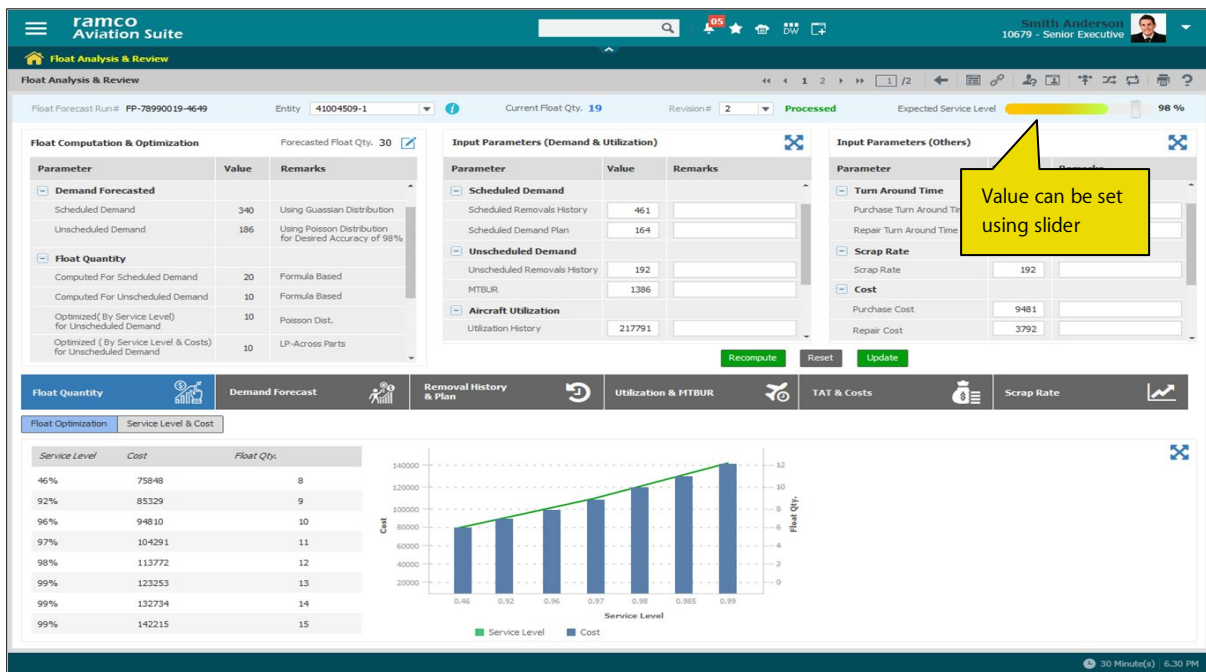 ramco
Aviation Suite
05
DW
Smith Anderson
10679 - Senior Executive
Float Analysis & Review
Float Analysis & Review
1 2 1 /2
?
Float Forecast Run# FP-78990019-4649 Entity 41004509-1 i Current Float Qty. 19 Revision# 2 Processed Expected Service Level 98 %
Value can be set
using slider
Float Computation & Optimization Forecasted Float Qty. 30
Parameter Value Remarks
Demand Forecasted
Scheduled Demand 340 Using Guassian Distribution
Unscheduled Demand 186 Using Poisson Distribution
for Desired Accuracy of 98%
Float Quantity
Computed For Scheduled Demand 20 Formula Based
Computed For Unscheduled Demand 10 Formula Based
Optimized( By Service Level)
for Unscheduled Demand 10 Poisson Dist.
Optimized ( By Service Level & Costs)
for Unscheduled Demand 10 LP-Across Parts
Input Parameters (Demand & Utilization)
Parameter Value Remarks
Scheduled Demand
Scheduled Removals History 461
Scheduled Demand Plan 164
Unscheduled Demand
Unscheduled Removals History 192
MTBUR 1386
Aircraft Utilization
Utilization History 217791
Input Parameters (Others)
Parameter
Turn Around Time
Purchase Turn Around
Repair Turn Around Time
Scrap Rate
Scrap Rate 192
Cost
Purchase Cost 9481
Repair Cost 3792
Recompute Reset Update
Float Quantity
Demand Forecast
Removal History
& Plan
Utilization & MTBUR
TAT & Costs
Scrap Rate
Float Optimization Service Level & Cost
Service Level Cost Float Qty.
46% 75848 8
92% 85329 9
96% 94810 10
97% 104291 11
98% 113772 12
99% 123253 13
99% 132734 14
99% 142215 15
Cost
140000
120000
100000
80000
60000
40000
20000
12
10
8
6
4
2
0
Float Qty.
0.46 0.92 0.96 0.97 0.98 0.985 0.99
Service Level
Service Level Cost
30 Minute(s) 6.30 PM